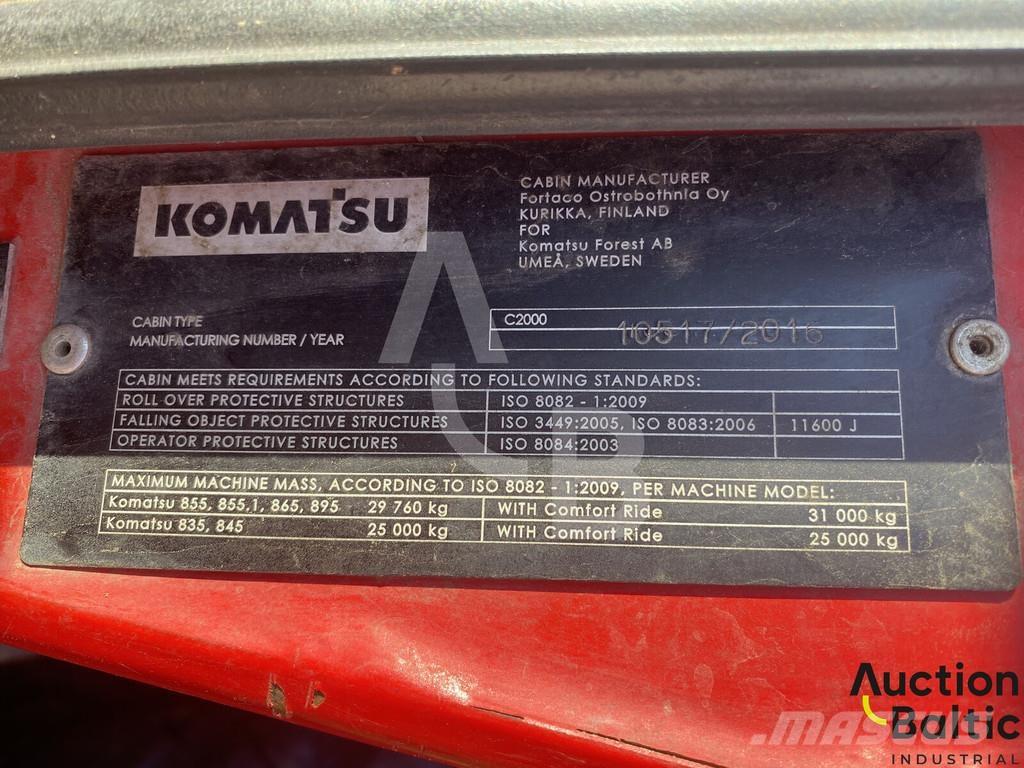 KOMATSU
CABIN MANUFACTURER
Fortaco Ostrobothnia Oy
KURIKKA, FINLAND
FOR
Komatsu Forest AB
UMEÅ, SWEDEN
CABIN TYPE C2000
MANUFACTURING NUMBER / YEAR 10517/2016
CABIN MEETS REQUIREMENTS ACCORDING TO FOLLOWING STANDARDS:
ROLL OVER PROTECTIVE STRUCTURES ISO 8082 - 1:2009
FALLING OBJECT PROTECTIVE STRUCTURES ISO 3449:2005, ISO 8083:2006 11600 J
OPERATOR PROTECTIVE STRUCTURES ISO 8084:2003
MAXIMUM MACHINE MASS, ACCORDING TO ISO 8082 - 1:2009, PER MACHINE MODEL:
Komatsu 855, 855.1, 865, 895 29 760 kg WITH Comfort Ride 31 000 kg
Komatsu 835, 845 25 000 kg WITH Comfort Ride 25 000 kg
Auction
Baltic
INDUSTRIAL
MASCUS